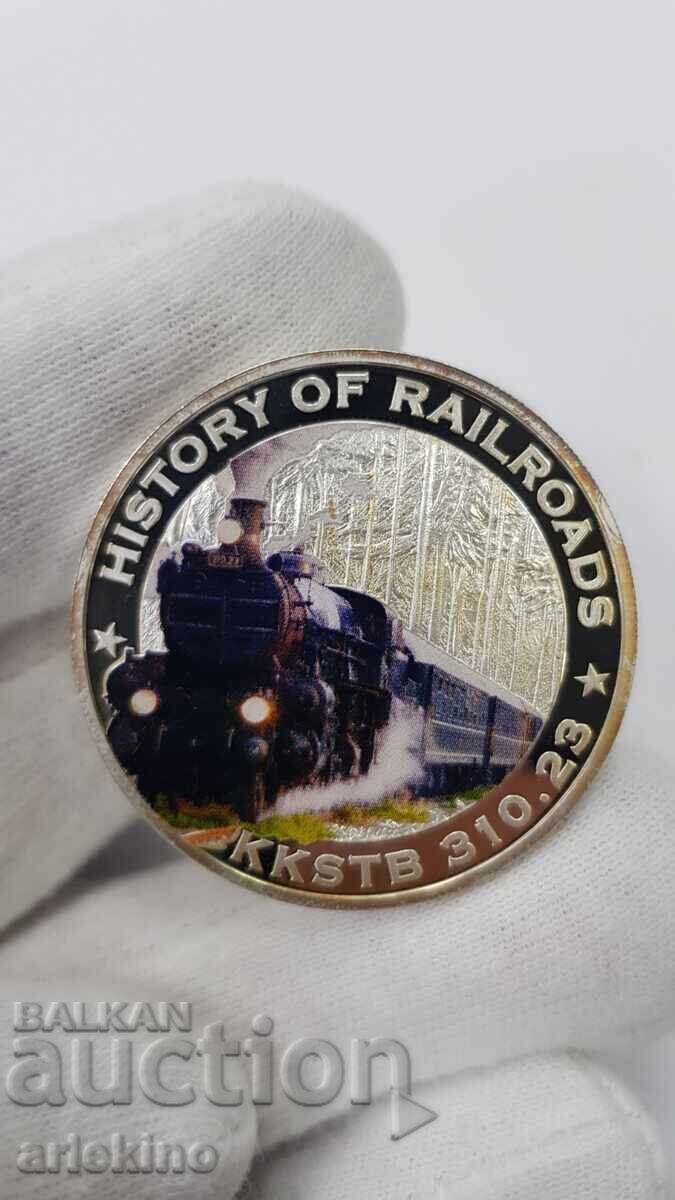 HISTORY OF RAILROADS
KKSTB 310.23
BALKAN
auction
arlekino